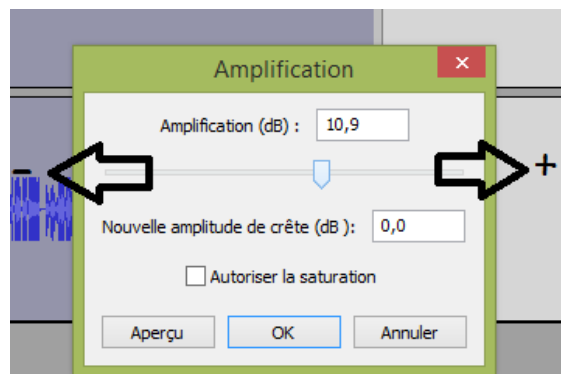 Amplification
Amplification (dB) : 10,9
- +
Nouvelle amplitude de crête (dB ): 0,0
Autoriser la saturation
Aperçu OK Annuler